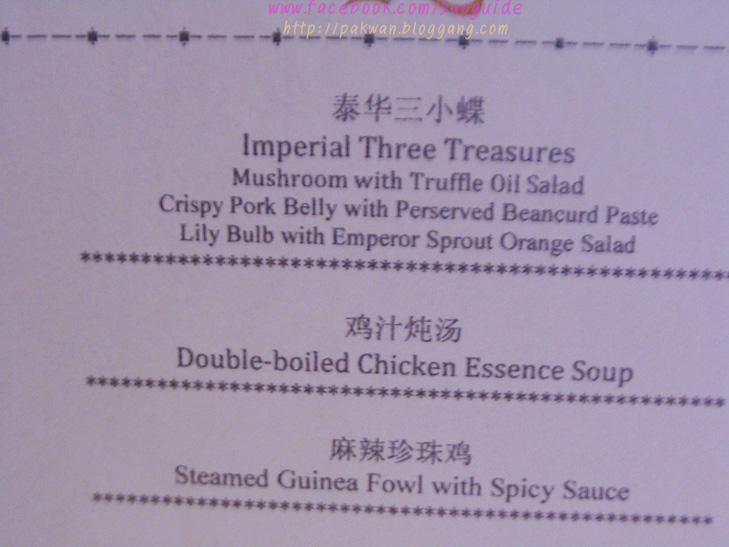 www.facebook.com/savguide
http://pakwan.bloggang.com
泰华三小蝶
Imperial Three Treasures
Mushroom with Truffle Oil Salad
Crispy Pork Belly with Perserved Beancurd Paste
Lily Bulb with Emperor Sprout Orange Salad
鸡汁炖汤
Double-boiled Chicken Essence Soup
麻辣珍珠鸡
Steamed Guinea Fowl with Spicy Sauce